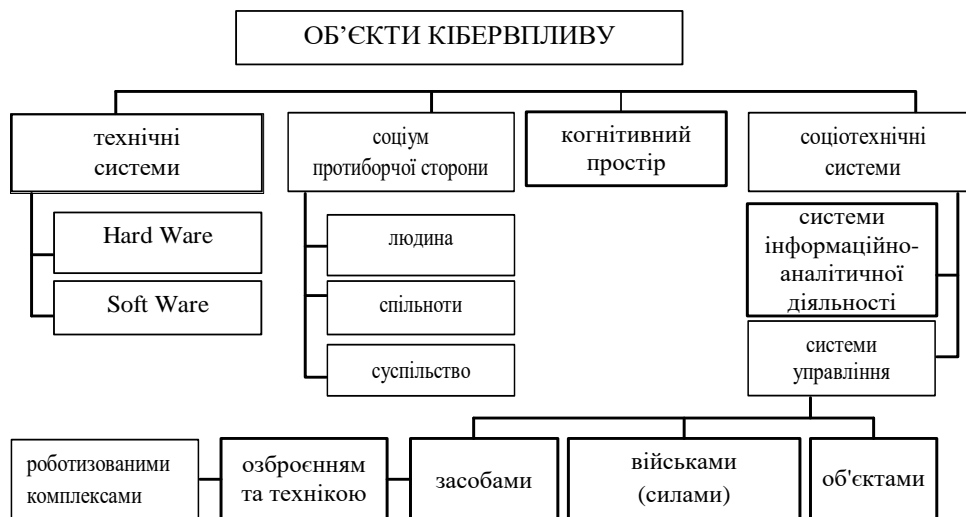 ОБ’ЄКТИ КІБЕРВПЛИВУ
технічні
системи
Hard Ware
Soft Ware
соціум
протиборчої сторони
людина
спільноти
суспільство
когнітивний
простір
соціотехнічні
системи
системи
інформаційно-
аналітичної
діяльності
системи
управління
роботизованими
комплексами
озброєнням
та технікою
засобами
військами
(силами)
об'єктами